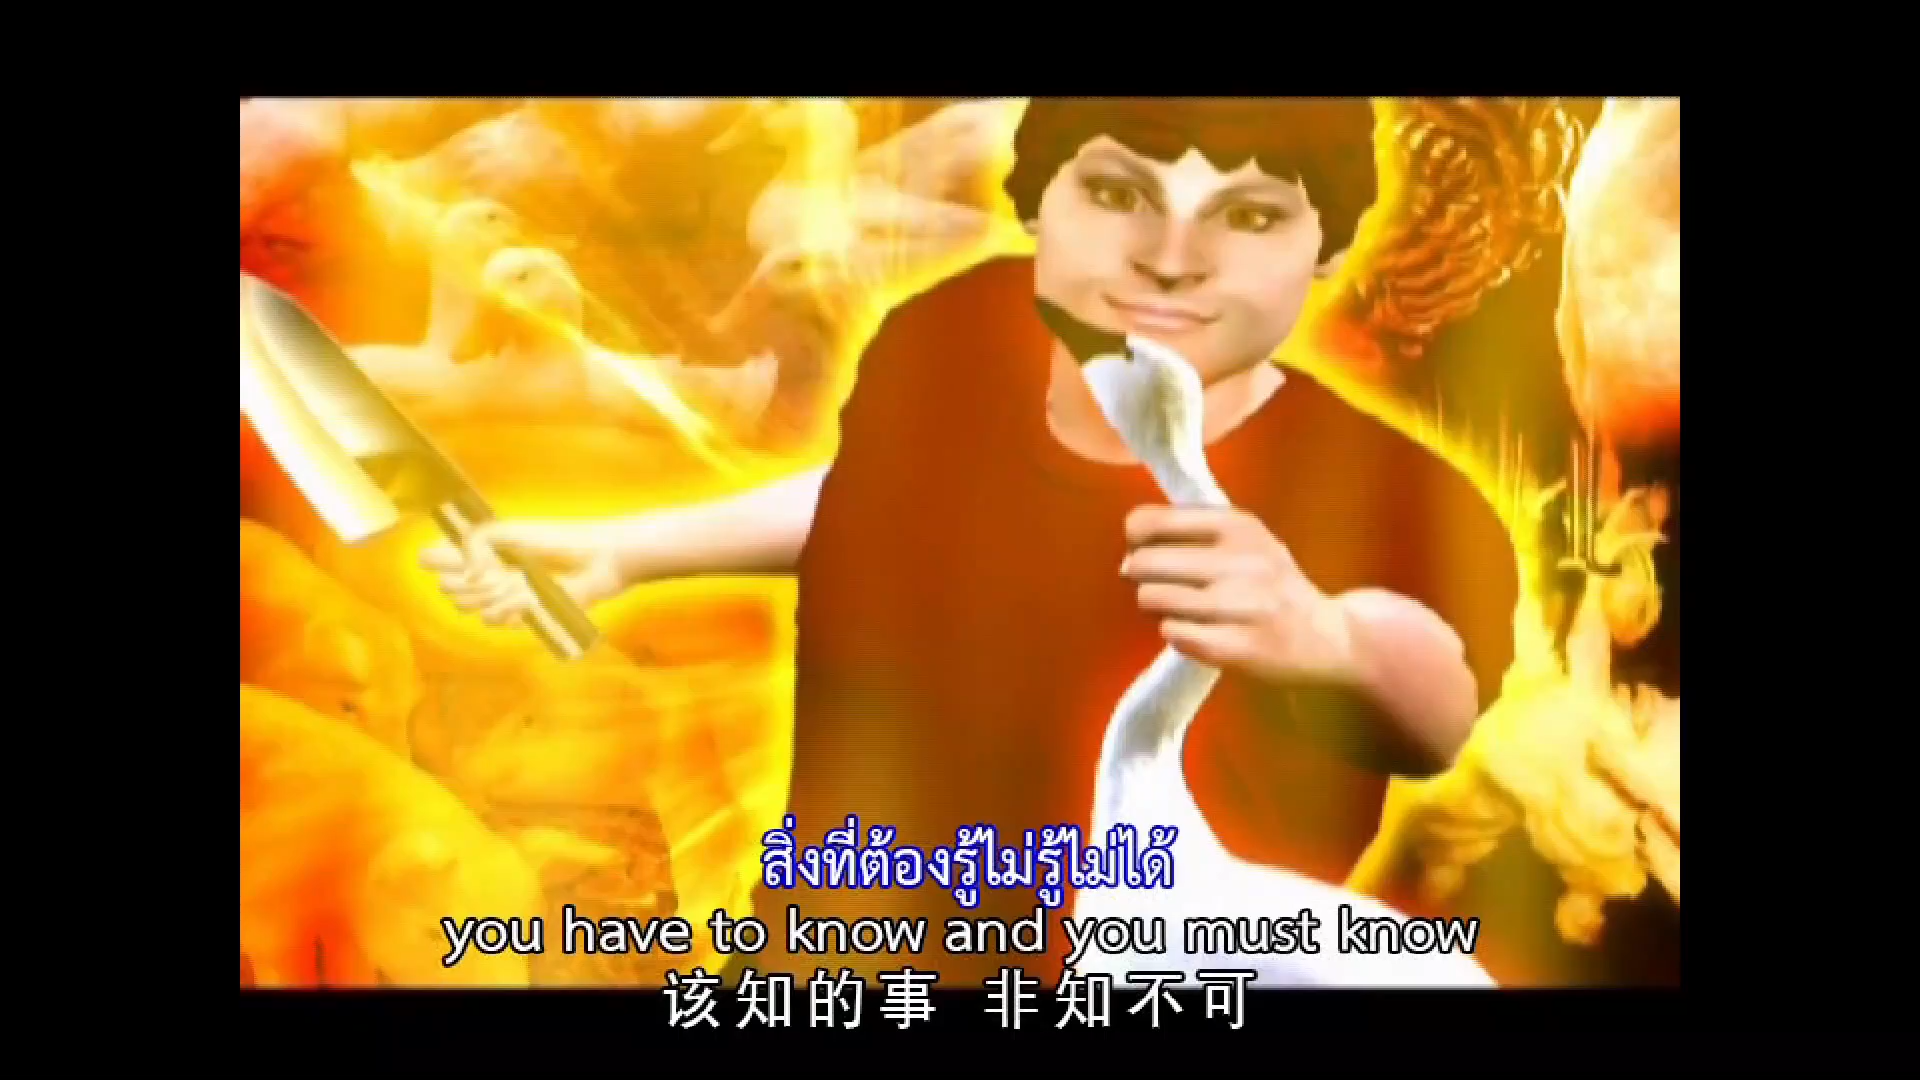 สิ่งที่ต้องรู้ไม่รู้ไม่ได้
you have to know and you must know
该知的事 非知不可